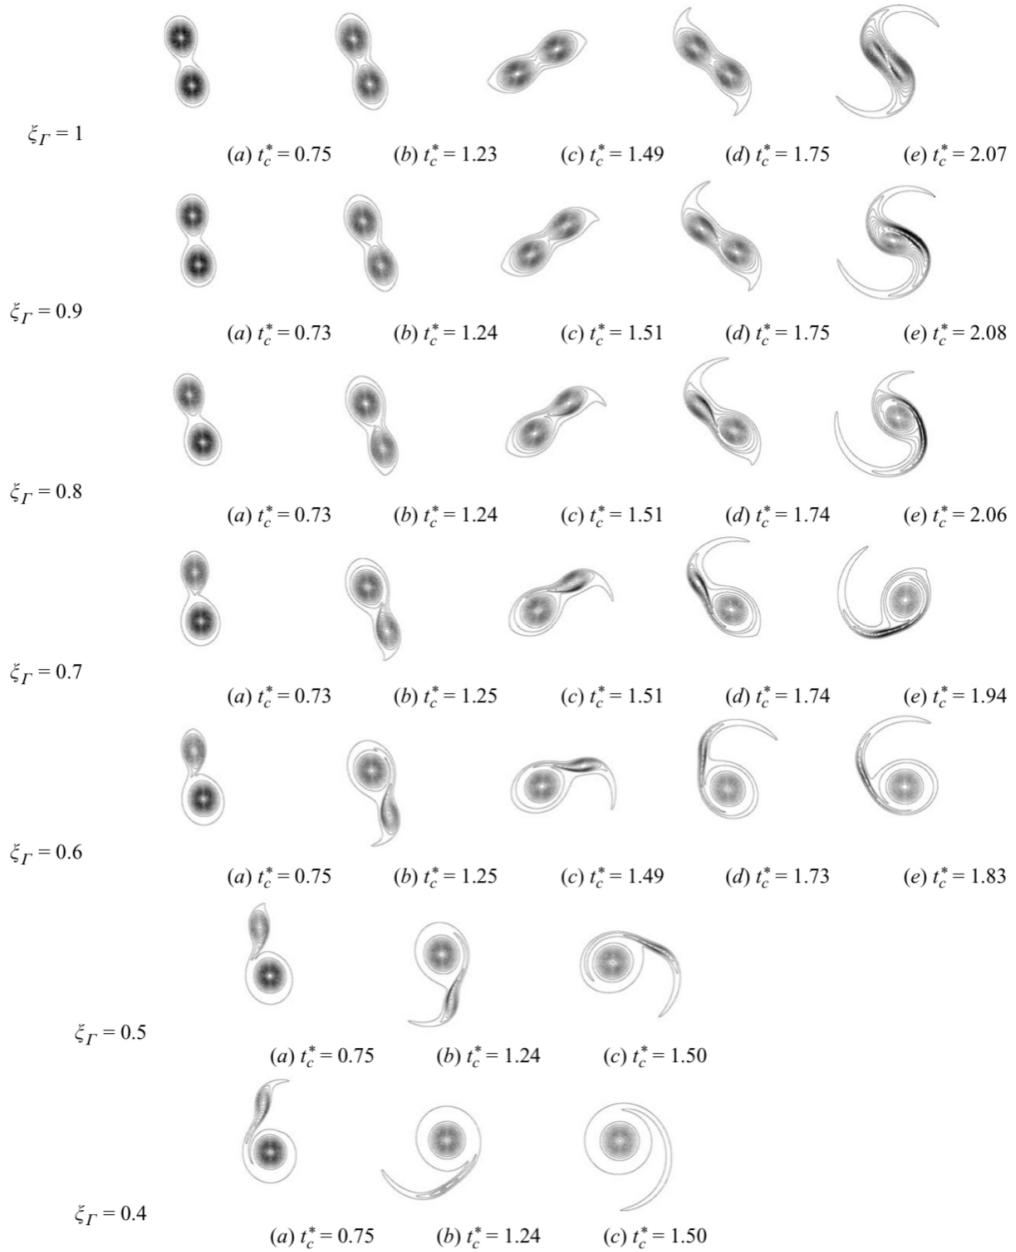 ξ_Γ = 1
(a) t_c^* = 0.75 (b) t_c^* = 1.23 (c) t_c^* = 1.49 (d) t_c^* = 1.75 (e) t_c^* = 2.07
ξ_Γ = 0.9
(a) t_c^* = 0.73 (b) t_c^* = 1.24 (c) t_c^* = 1.51 (d) t_c^* = 1.75 (e) t_c^* = 2.08
ξ_Γ = 0.8
(a) t_c^* = 0.73 (b) t_c^* = 1.24 (c) t_c^* = 1.51 (d) t_c^* = 1.74 (e) t_c^* = 2.06
ξ_Γ = 0.7
(a) t_c^* = 0.73 (b) t_c^* = 1.25 (c) t_c^* = 1.51 (d) t_c^* = 1.74 (e) t_c^* = 1.94
ξ_Γ = 0.6
(a) t_c^* = 0.75 (b) t_c^* = 1.25 (c) t_c^* = 1.49 (d) t_c^* = 1.73 (e) t_c^* = 1.83
ξ_Γ = 0.5
(a) t_c^* = 0.75 (b) t_c^* = 1.24 (c) t_c^* = 1.50
ξ_Γ = 0.4
(a) t_c^* = 0.75 (b) t_c^* = 1.24 (c) t_c^* = 1.50